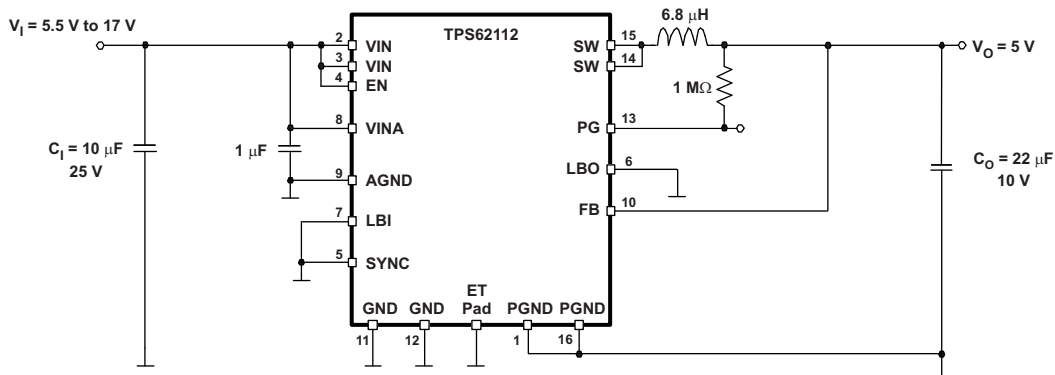 V_I = 5.5 V to 17 V
TPS62112
6.8 μH
2 VIN
3 VIN
4 EN
8 VINA
9 AGND
7 LBI
5 SYNC
15 SW
14 SW
1 MΩ
13 PG
6 LBO
10 FB
V_O = 5 V
C_I = 10 μF
25 V
1 μF
C_O = 22 μF
10 V
GND
GND
ET
Pad
PGND
PGND
11
12
1
16